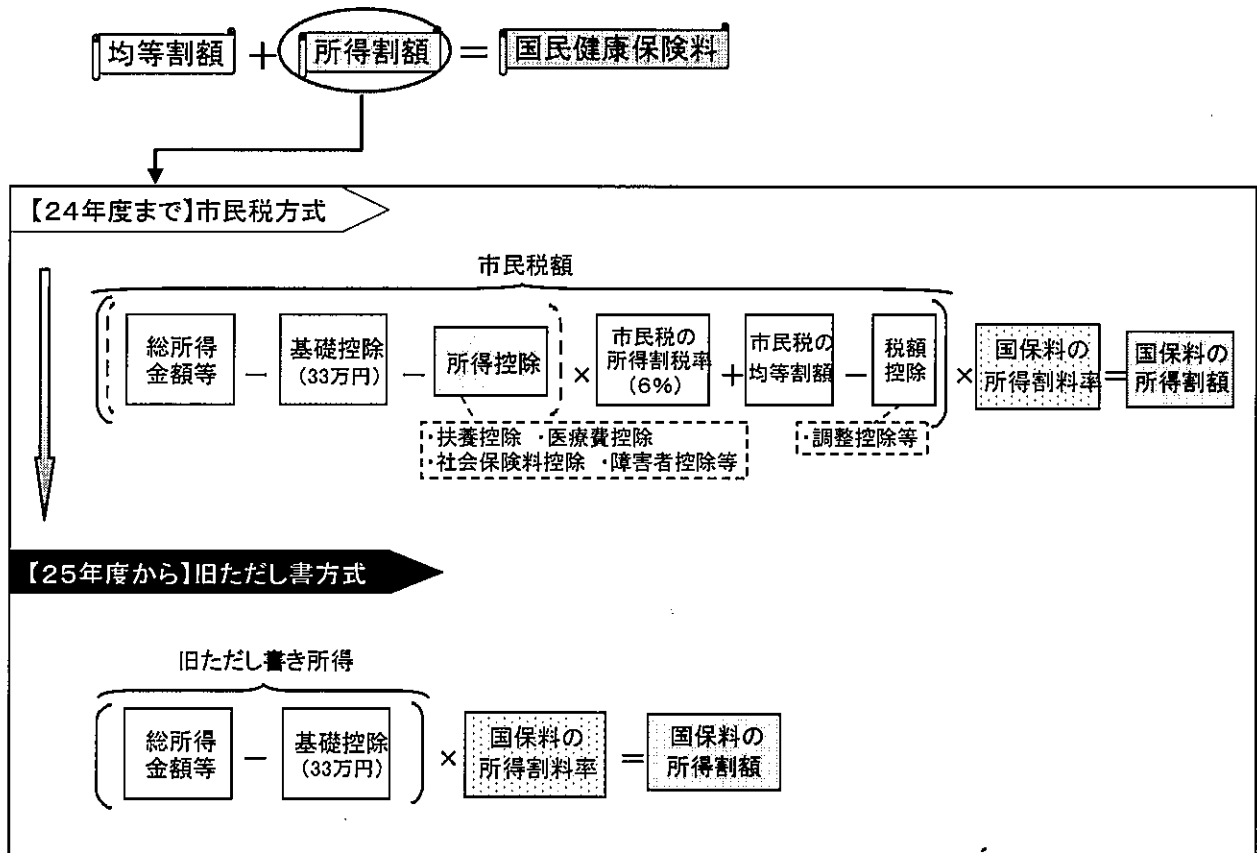 均等割額 + 所得割額 = 国民健康保険料
【24年度まで】市民税方式
市民税額
総所得金額等 − 基礎控除(33万円) − 所得控除 × 市民税の所得割税率(6%) + 市民税の均等割額 − 税額控除 × 国保料の所得割料率 = 国保料の所得割額
・扶養控除 ・医療費控除
・社会保険料控除 ・障害者控除等
・調整控除等
【25年度から】旧ただし書方式
旧ただし書き所得
総所得金額等 − 基礎控除(33万円) × 国保料の所得割料率 = 国保料の所得割額